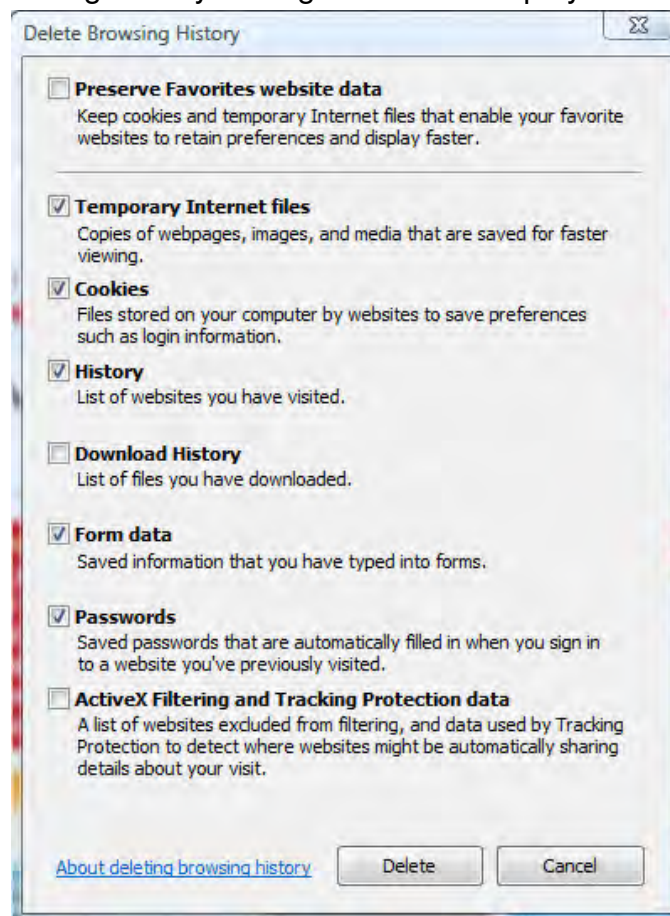 Delete Browsing History
Preserve Favorites website data
Keep cookies and temporary Internet files that enable your favorite
websites to retain preferences and display faster.
Temporary Internet files
Copies of webpages, images, and media that are saved for faster
viewing.
Cookies
Files stored on your computer by websites to save preferences
such as login information.
History
List of websites you have visited.
Download History
List of files you have downloaded.
Form data
Saved information that you have typed into forms.
Passwords
Saved passwords that are automatically filled in when you sign in
to a website you've previously visited.
ActiveX Filtering and Tracking Protection data
A list of websites excluded from filtering, and data used by Tracking
Protection to detect where websites might be automatically sharing
details about your visit.
About deleting browsing history Delete Cancel